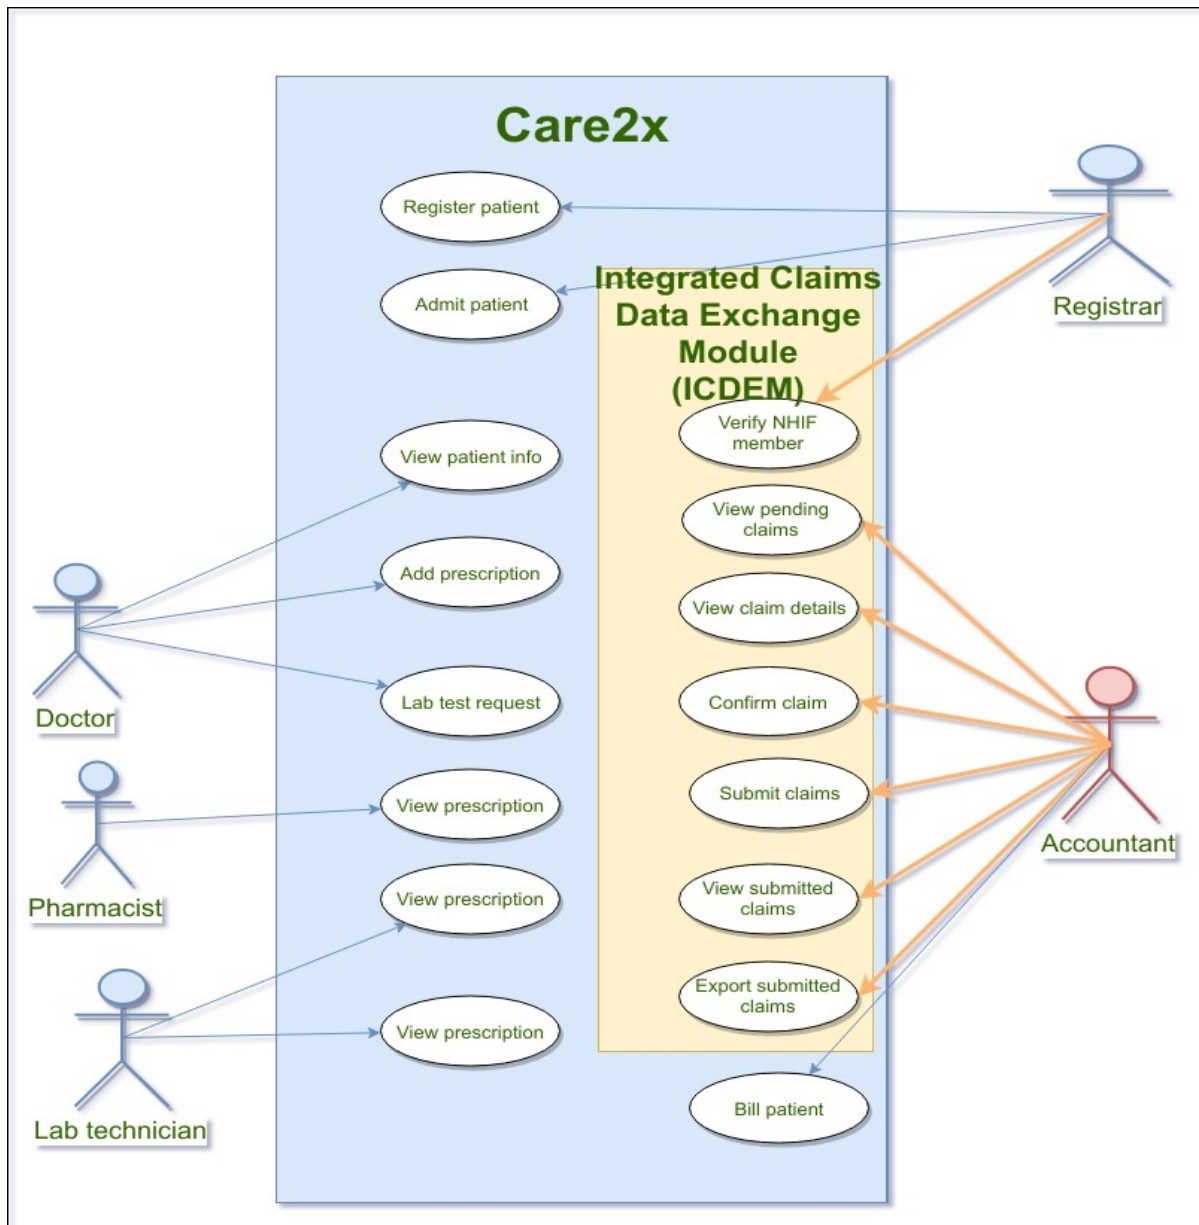 Care2x
Register patient
Admit patient
Integrated Claims
Data Exchange
Module
(ICDEM)
Registrar
Verify NHIF
member
View patient info
View pending
claims
Add prescription
View claim details
Doctor
Lab test request
Confirm claim
View prescription
Submit claims
Accountant
Pharmacist
View prescription
View submitted
claims
Export submitted
claims
View prescription
Lab technician
Bill patient